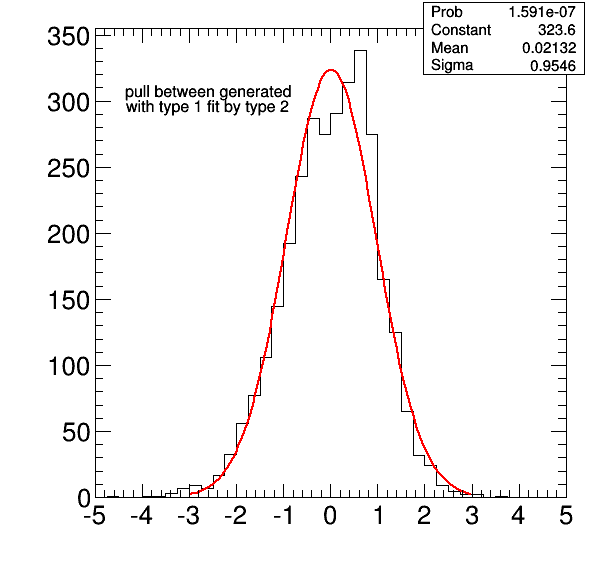 Prob 1.591e-07
Constant 323.6
Mean 0.02132
Sigma 0.9546
pull between generated
with type 1 fit by type 2
350
300
250
200
150
100
50
0
-5 -4 -3 -2 -1 0 1 2 3 4 5